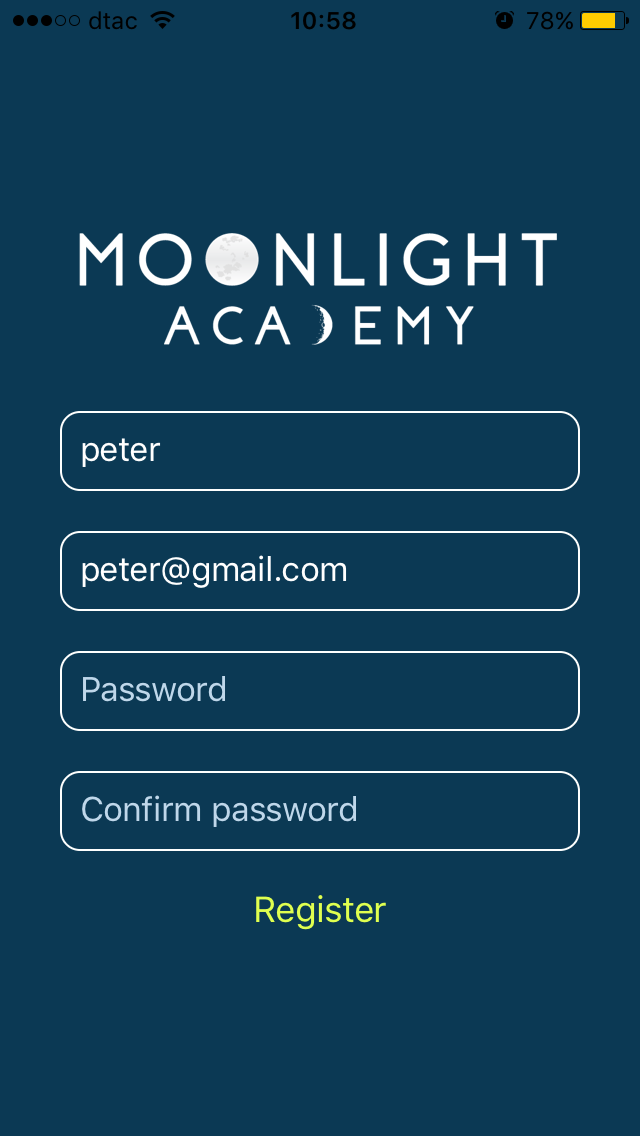 dtac 10:58 78%
MOONLIGHT
ACADEMY
peter
peter@gmail.com
Password
Confirm password
Register